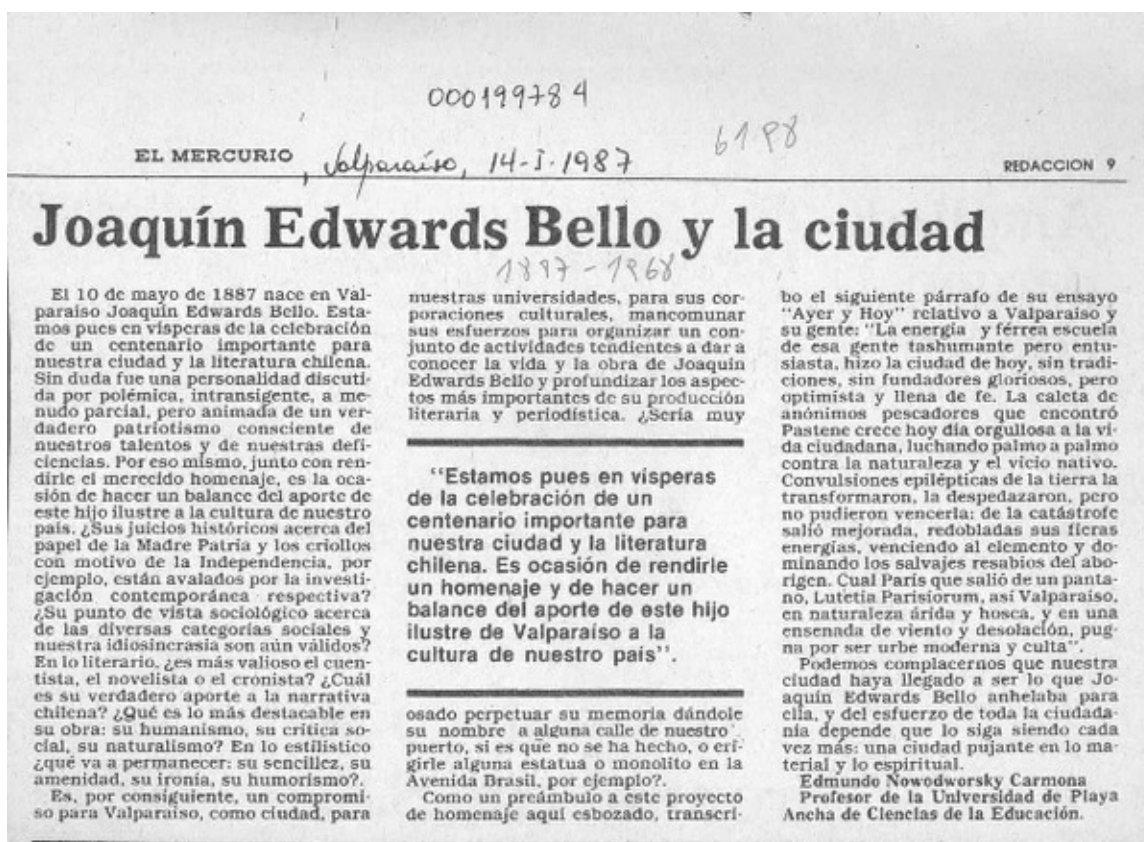 000199784
6198
EL MERCURIO
Valparaíso, 14-I-1987
REDACCION 9
Joaquín Edwards Bello y la ciudad
1897-1968
El 10 de mayo de 1887 nace en Val-
paraíso Joaquín Edwards Bello. Esta-
mos pues en vísperas de la celebración
de un centenario importante para
nuestra ciudad y la literatura chilena.
Sin duda fue una personalidad discuti-
da por polémica, intransigente, a me-
nudo parcial, pero animada de un ver-
dadero patriotismo consciente de
nuestros talentos y de nuestras defi-
ciencias. Por eso mismo, junto con ren-
dirle el merecido homenaje, es la oca-
sión de hacer un balance del aporte de
este hijo ilustre a la cultura de nuestro
país. ¿Sus juicios históricos acerca del
papel de la Madre Patria y los criollos
con motivo de la Independencia, por
ejemplo, están avalados por la investi-
gación contemporánea respectiva?
¿Su punto de vista sociológico acerca
de las diversas categorías sociales y
nuestra idiosincrasia son aún válidos?
En lo literario, ¿es más valioso el cuen-
tista, el novelista o el cronista? ¿Cuál
es su verdadero aporte a la narrativa
chilena? ¿Qué es lo más destacable en
su obra: su humanismo, su crítica so-
cial, su naturalismo? En lo estilístico
¿qué va a permanecer: su sencillez, su
amenidad, su ironía, su humorismo?.
Es, por consiguiente, un compromi-
so para Valparaíso, como ciudad, para
nuestras universidades, para sus cor-
poraciones culturales, mancomunar
sus esfuerzos para organizar un con-
junto de actividades tendientes a dar a
conocer la vida y la obra de Joaquín
Edwards Bello y profundizar los aspec-
tos más importantes de su producción
literaria y periodística. ¿Sería muy
"Estamos pues en vísperas
de la celebración de un
centenario importante para
nuestra ciudad y la literatura
chilena. Es ocasión de rendirle
un homenaje y de hacer un
balance del aporte de este hijo
ilustre de Valparaíso a la
cultura de nuestro país".
osado perpetuar su memoria dándole
su nombre a alguna calle de nuestro
puerto, si es que no se ha hecho, o eri-
girle alguna estatua o monolito en la
Avenida Brasil, por ejemplo?.
Como un preámbulo a este proyecto
de homenaje aquí esbozado, transcri-
bo el siguiente párrafo de su ensayo
"Ayer y Hoy" relativo a Valparaíso y
su gente: "La energía y férrea escuela
de esa gente tashumante pero entu-
siasta, hizo la ciudad de hoy, sin tradi-
ciones, sin fundadores gloriosos, pero
optimista y llena de fe. La caleta de
anónimos pescadores que encontró
Pastene crece hoy día orgullosa a la vi-
da ciudadana, luchando palmo a palmo
contra la naturaleza y el vicio nativo.
Convulsiones epilépticas de la tierra la
transformaron, la despedazaron, pero
no pudieron vencerla: de la catástrofe
salió mejorada, redobladas sus fieras
energías, venciendo al elemento y do-
minando los salvajes resabios del abo-
rigen. Cual París que salió de un panta-
no, Lutetia Parisiorum, así Valparaíso,
en naturaleza árida y hosca, y en una
ensenada de viento y desolación, pug-
na por ser urbe moderna y culta".
Podemos complacernos que nuestra
ciudad haya llegado a ser lo que Jo-
aquín Edwards Bello anhelaba para
ella, y del esfuerzo de toda la ciudada-
nía depende que lo siga siendo cada
vez más: una ciudad pujante en lo ma-
terial y lo espiritual.
Edmundo Nowodworsky Carmona
Profesor de la Universidad de Playa
Ancha de Ciencias de la Educación.